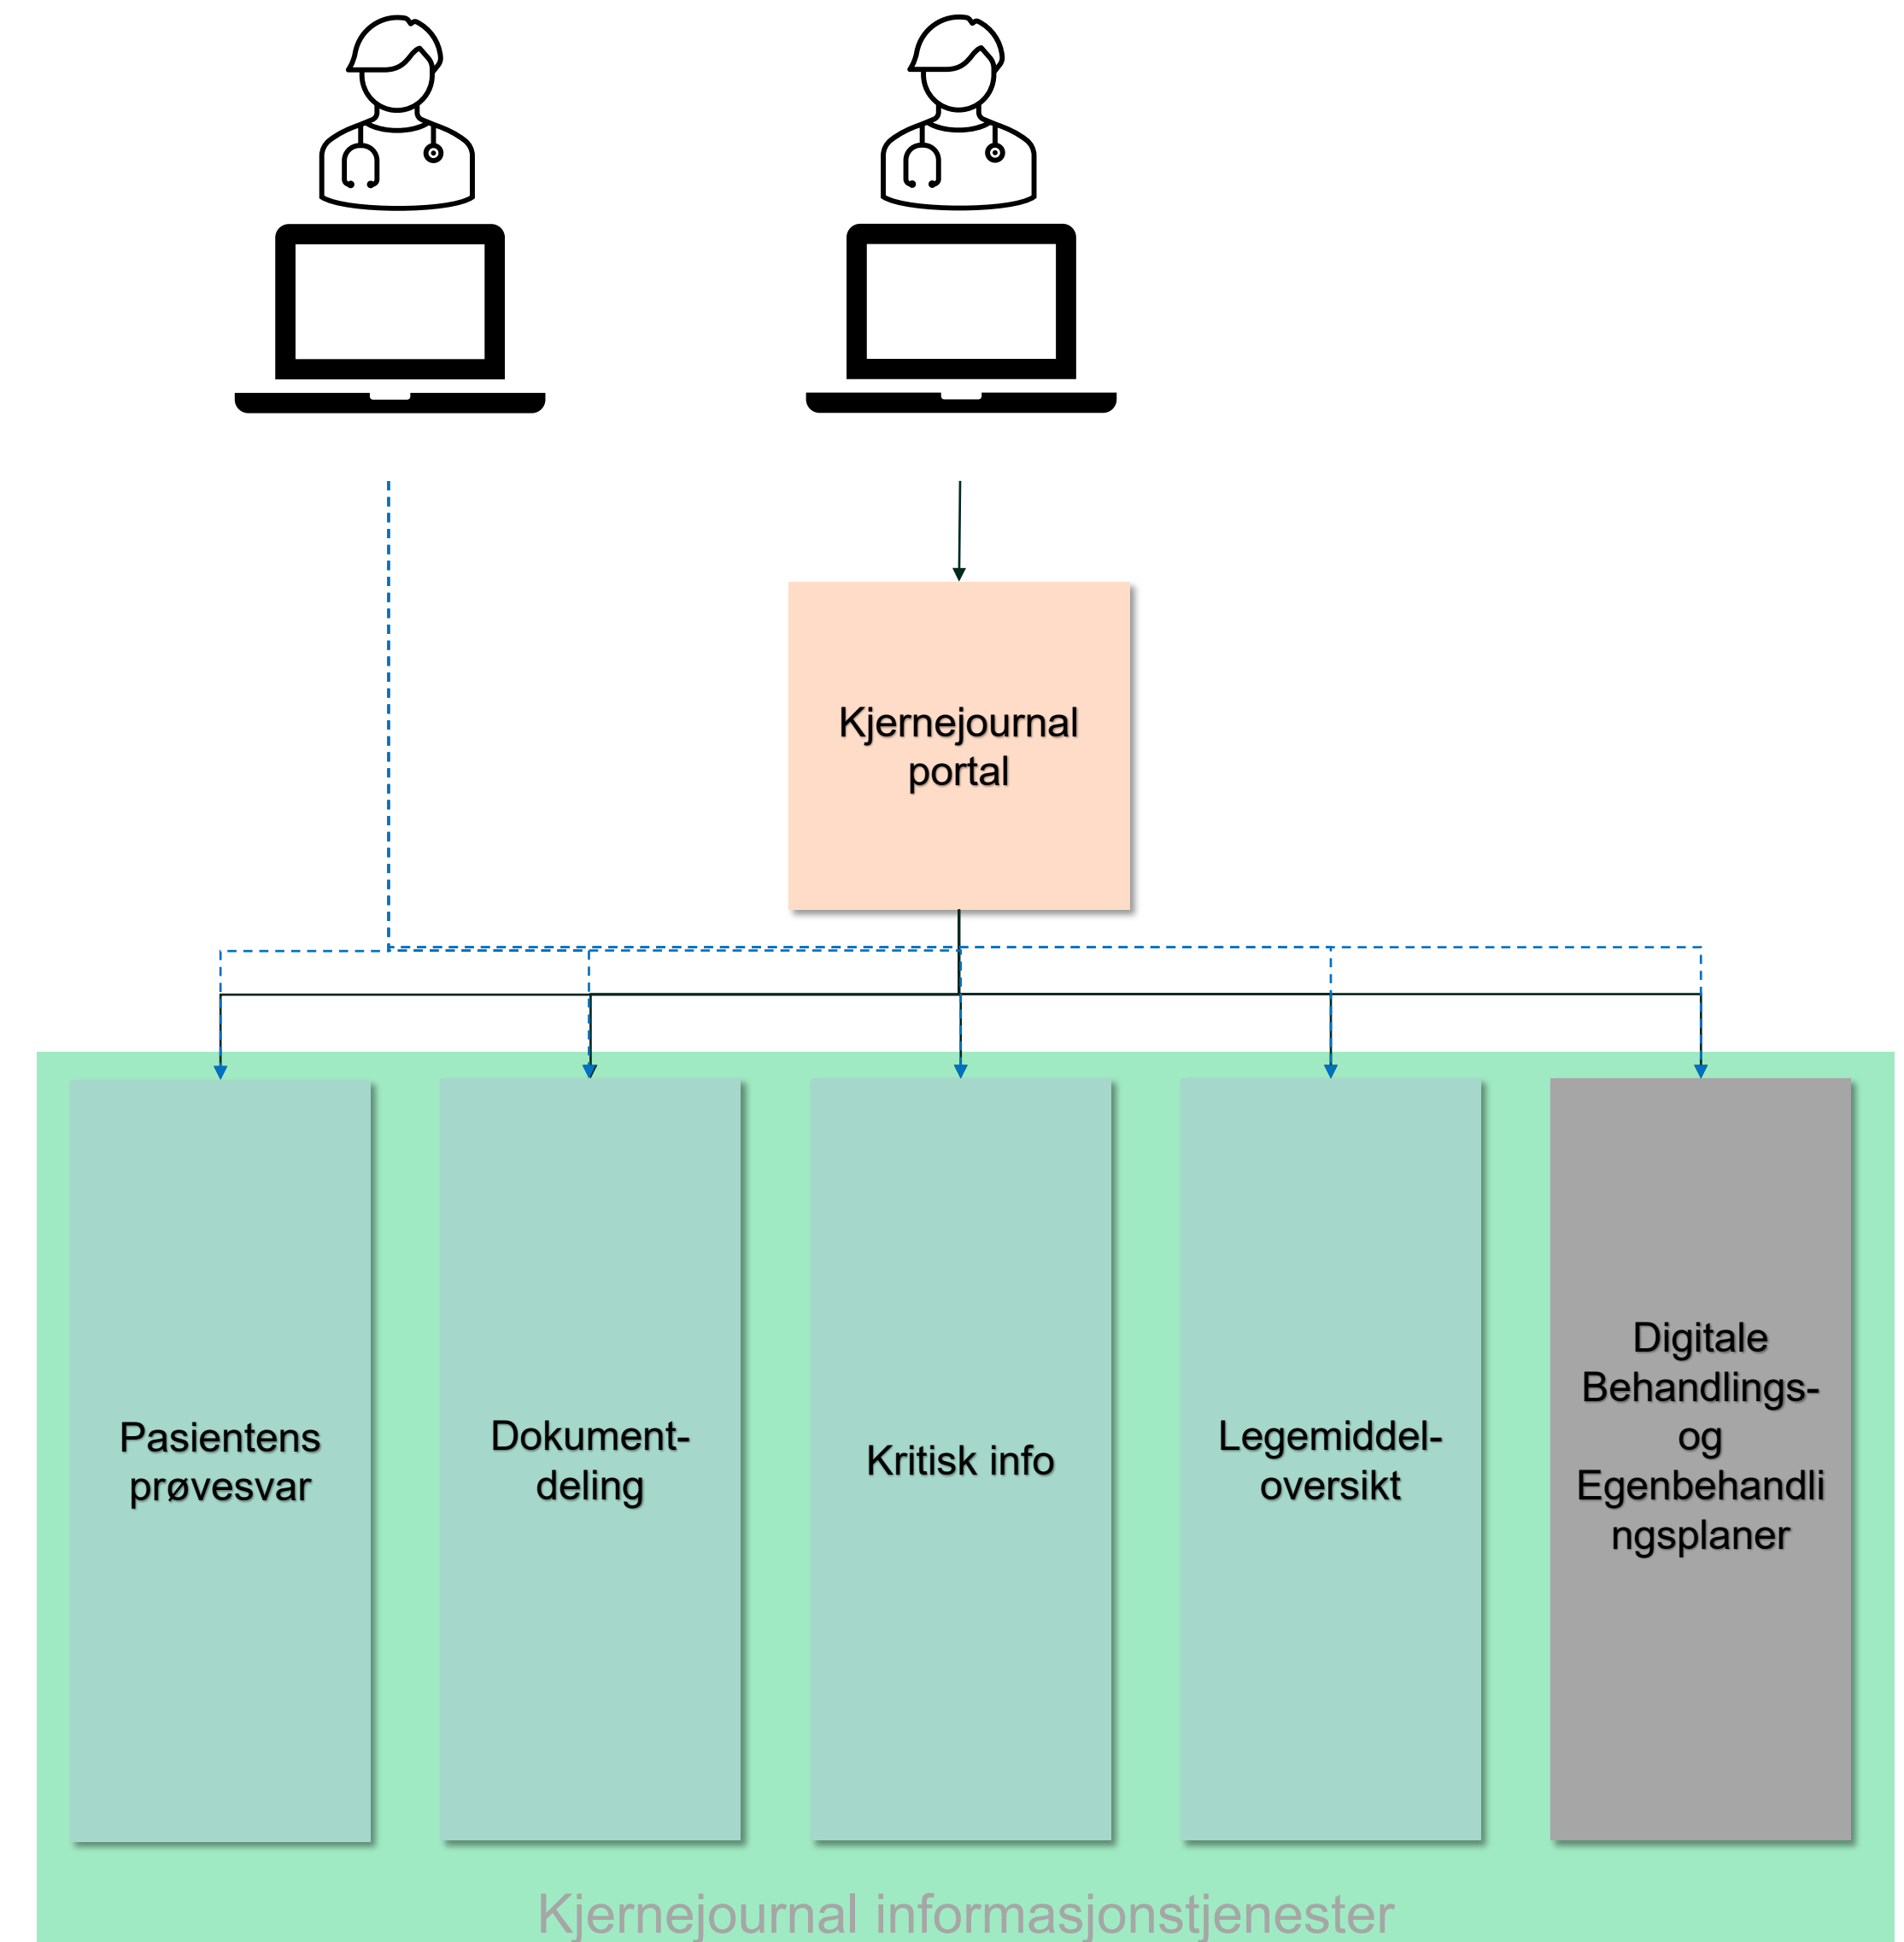 Kjernejournal
portal
Pasientens
prøvesvar
Dokument-
deling
Kritisk info
Legemiddel-
oversikt
Digitale
Behandlings-
og
Egenbehandli
ngsplaner
Kjernejournal informasjonstjenester